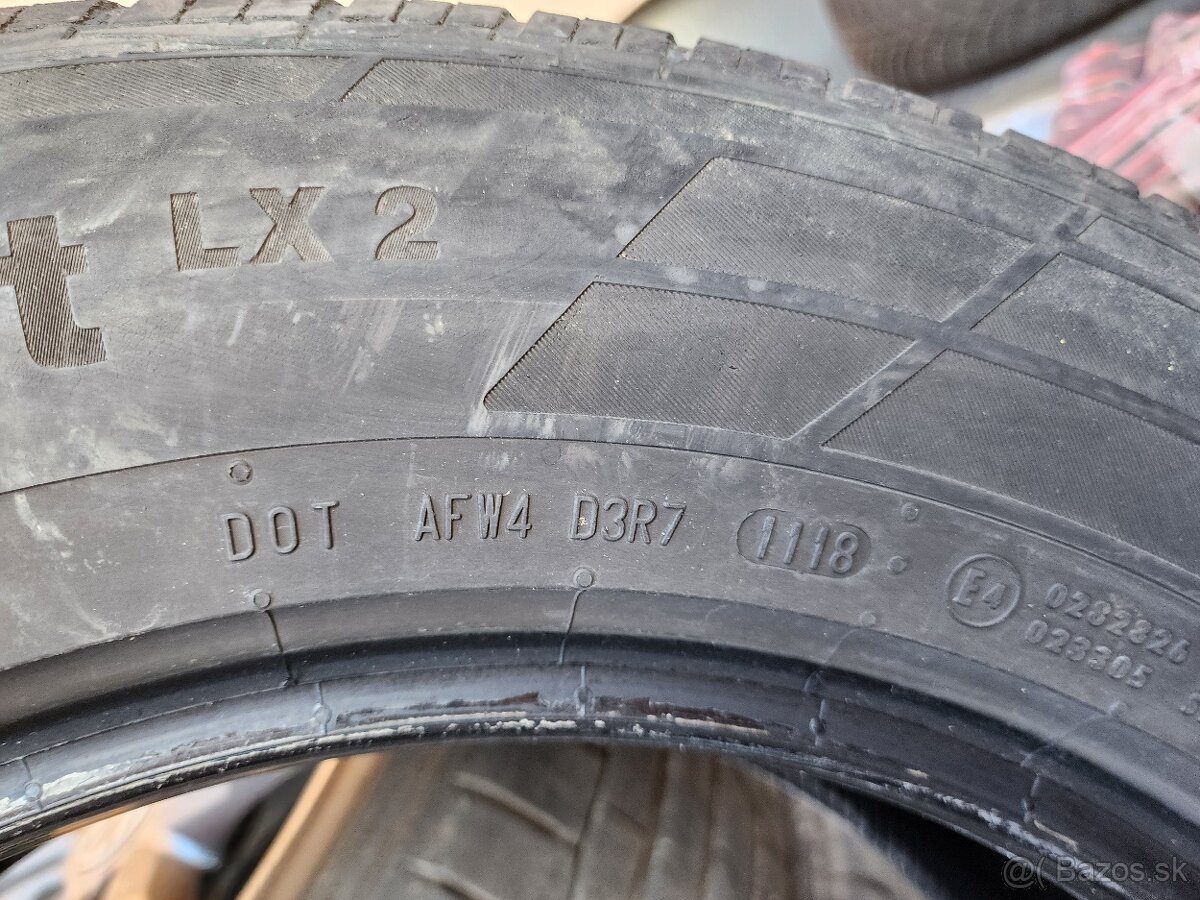 t LX 2
DOT AFW4 D3R7 1118
E4 0282826
023305
@( Bazos.sk